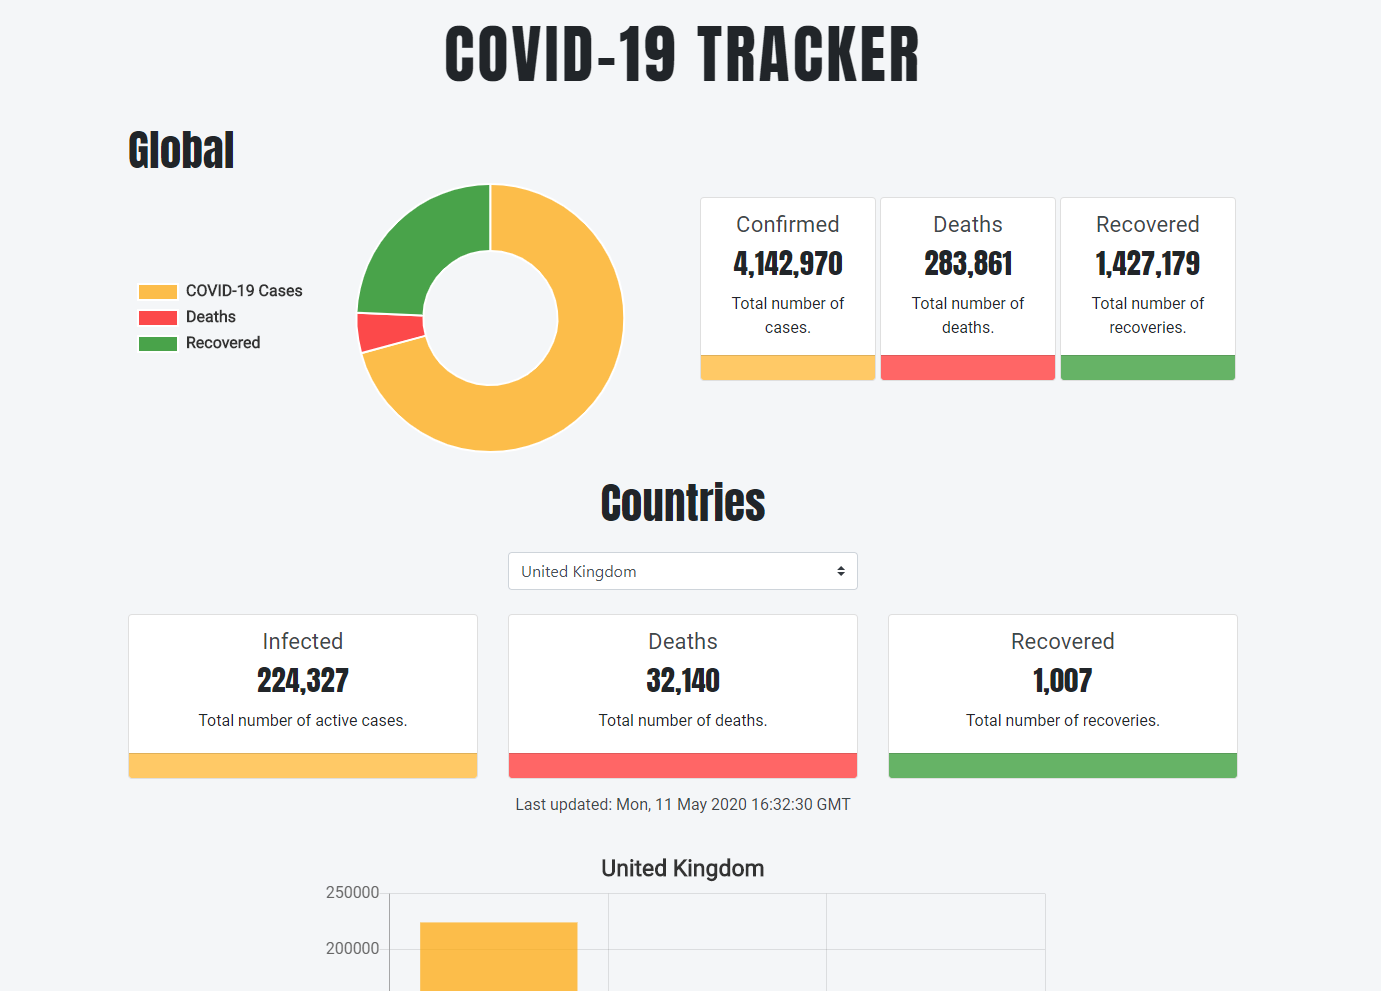 COVID-19 TRACKER
Global
COVID-19 Cases
Deaths
Recovered
Confirmed
4,142,970
Total number of
cases.
Deaths
283,861
Total number of
deaths.
Recovered
1,427,179
Total number of
recoveries.
Countries
United Kingdom
Infected
224,327
Total number of active cases.
Deaths
32,140
Total number of deaths.
Recovered
1,007
Total number of recoveries.
Last updated: Mon, 11 May 2020 16:32:30 GMT
United Kingdom
250000
200000